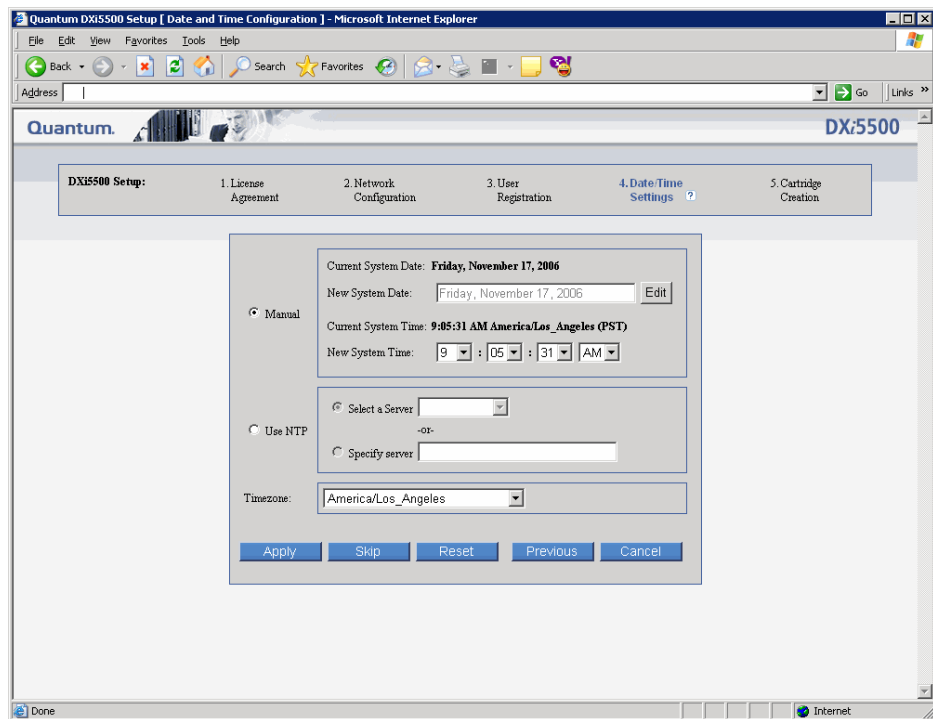 Quantum DXi5500 Setup [ Date and Time Configuration ] - Microsoft Internet Explorer
File Edit View Favorites Tools Help
Back Search Favorites
Address Go Links »
Quantum. DXi5500
DXi5500 Setup: 1. License Agreement 2. Network Configuration 3. User Registration 4. Date/Time Settings ? 5. Cartridge Creation
Current System Date: Friday, November 17, 2006
New System Date: Friday, November 17, 2006 Edit
Manual
Current System Time: 9:05:31 AM America/Los_Angeles (PST)
New System Time: 9 : 05 : 31 AM
Select a Server
Use NTP
-or-
Specify server
Timezone: America/Los_Angeles
Apply Skip Reset Previous Cancel
Done Internet